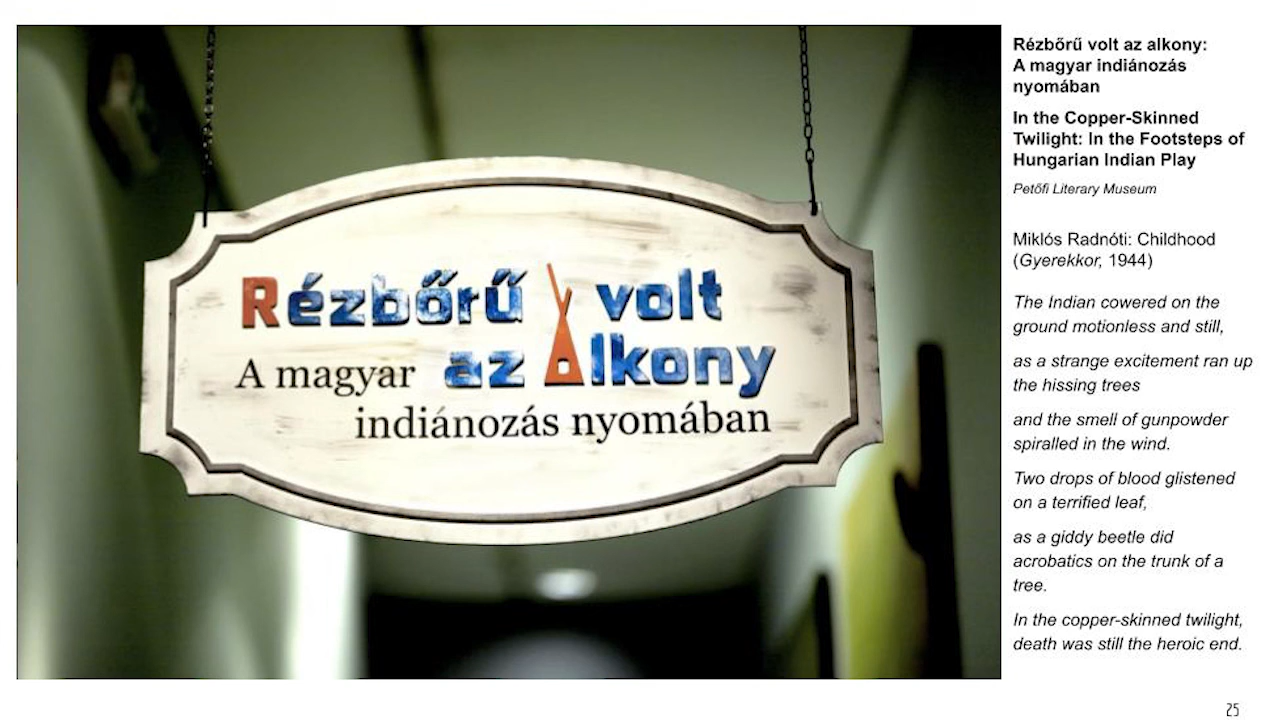 Rézbőrű volt
A magyar az alkony
indiánozás nyomában
Rézbőrű volt az alkony:
A magyar indiánozás
nyomában
In the Copper-Skinned
Twilight: In the Footsteps of
Hungarian Indian Play
Petőfi Literary Museum
Miklós Radnóti: Childhood
(Gyerekkor, 1944)
The Indian cowered on the
ground motionless and still,
as a strange excitement ran up
the hissing trees
and the smell of gunpowder
spiralled in the wind.
Two drops of blood glistened
on a terrified leaf,
as a giddy beetle did
acrobatics on the trunk of a
tree.
In the copper-skinned twilight,
death was still the heroic end.
25